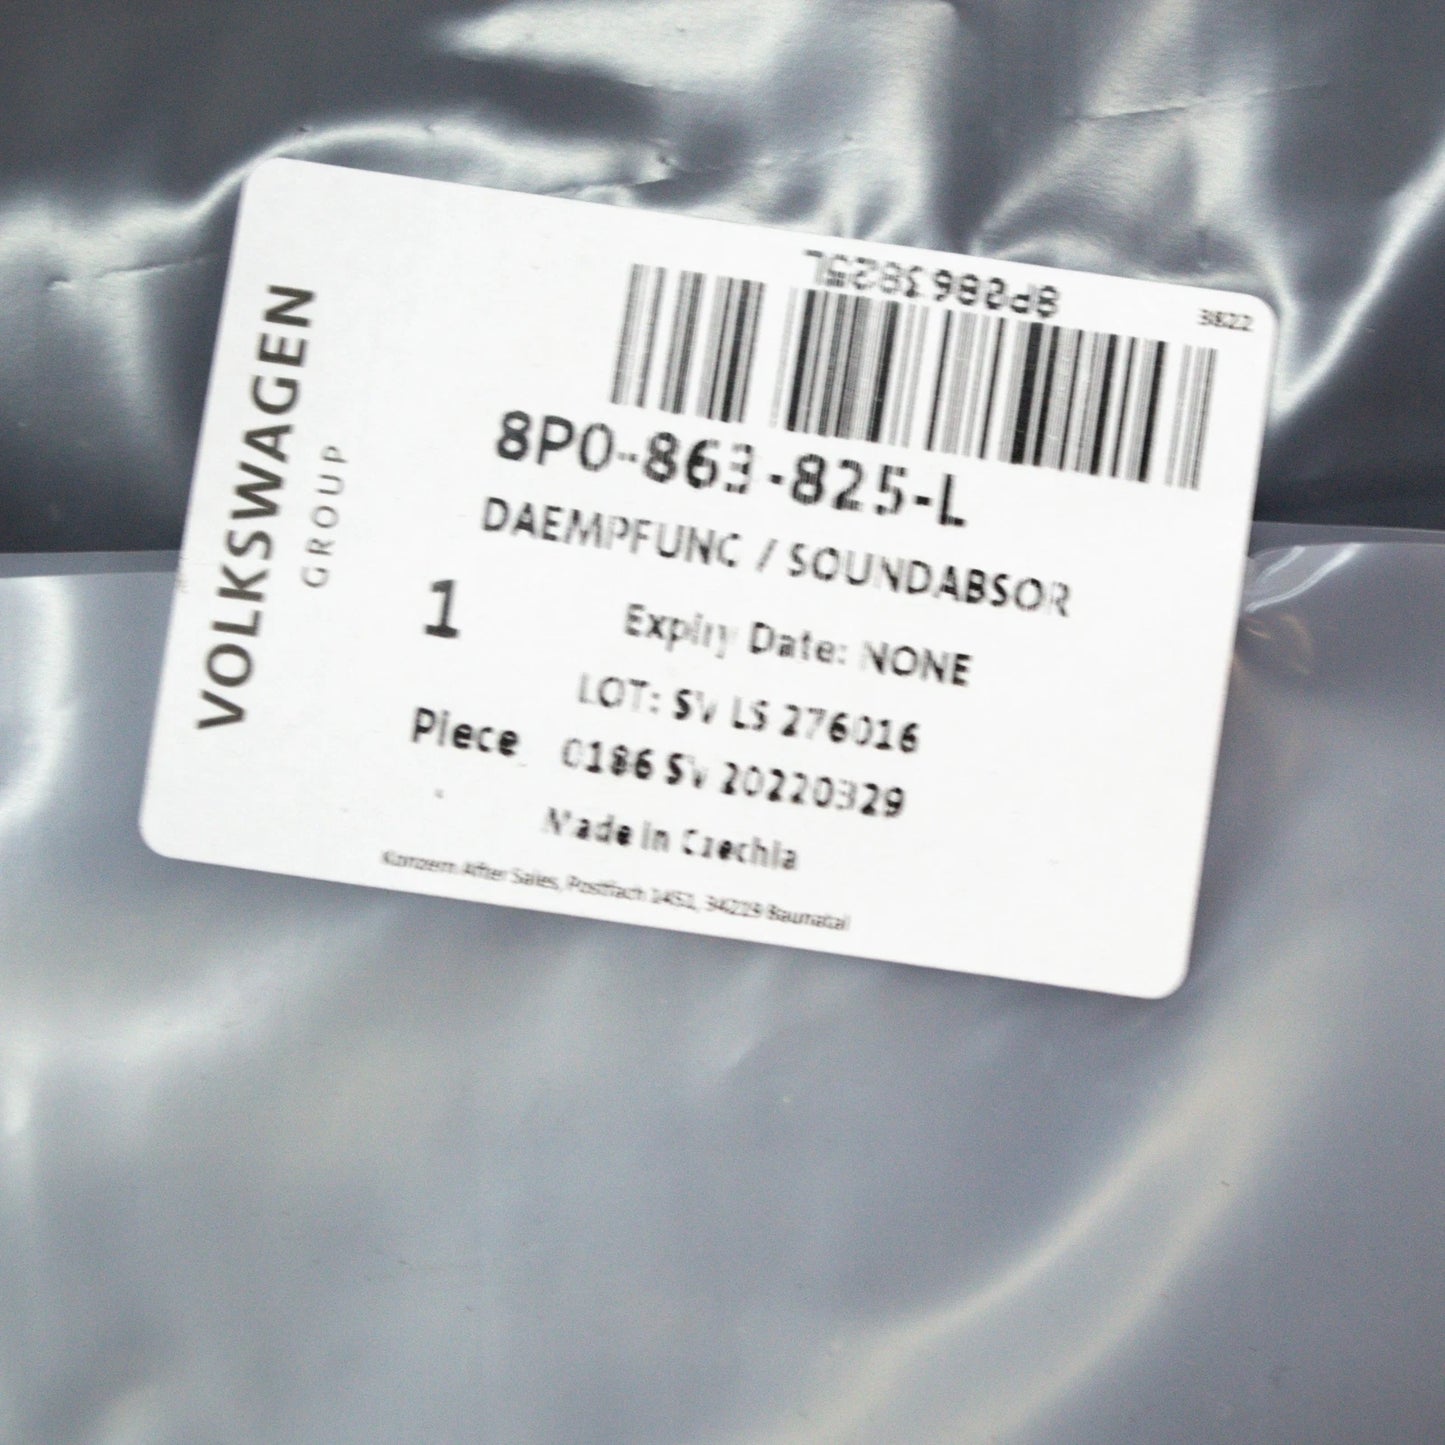 VOLKSWAGEN
GROUP
8P0863825L
3822
8P0-863-825-L
DAEMPFUNG / SOUNDABSOR
1
Expiry Date: NONE
LOT: SV LS 276016
Piece
0186 SV 20220329
Made in Czechia
Konzern After Sales, Postfach 1451, 34219 Baunatal